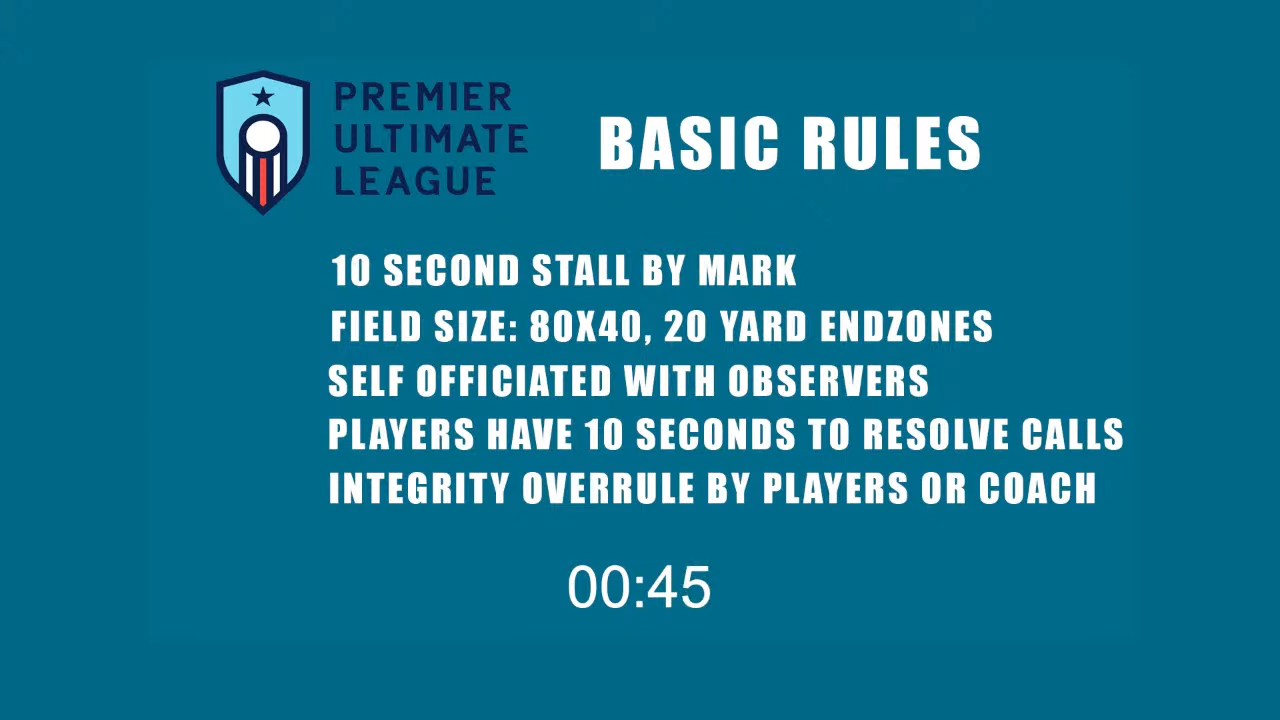 PREMIER
ULTIMATE
LEAGUE
BASIC RULES
10 SECOND STALL BY MARK
FIELD SIZE: 80X40, 20 YARD ENDZONES
SELF OFFICIATED WITH OBSERVERS
PLAYERS HAVE 10 SECONDS TO RESOLVE CALLS
INTEGRITY OVERRULE BY PLAYERS OR COACH
00:45